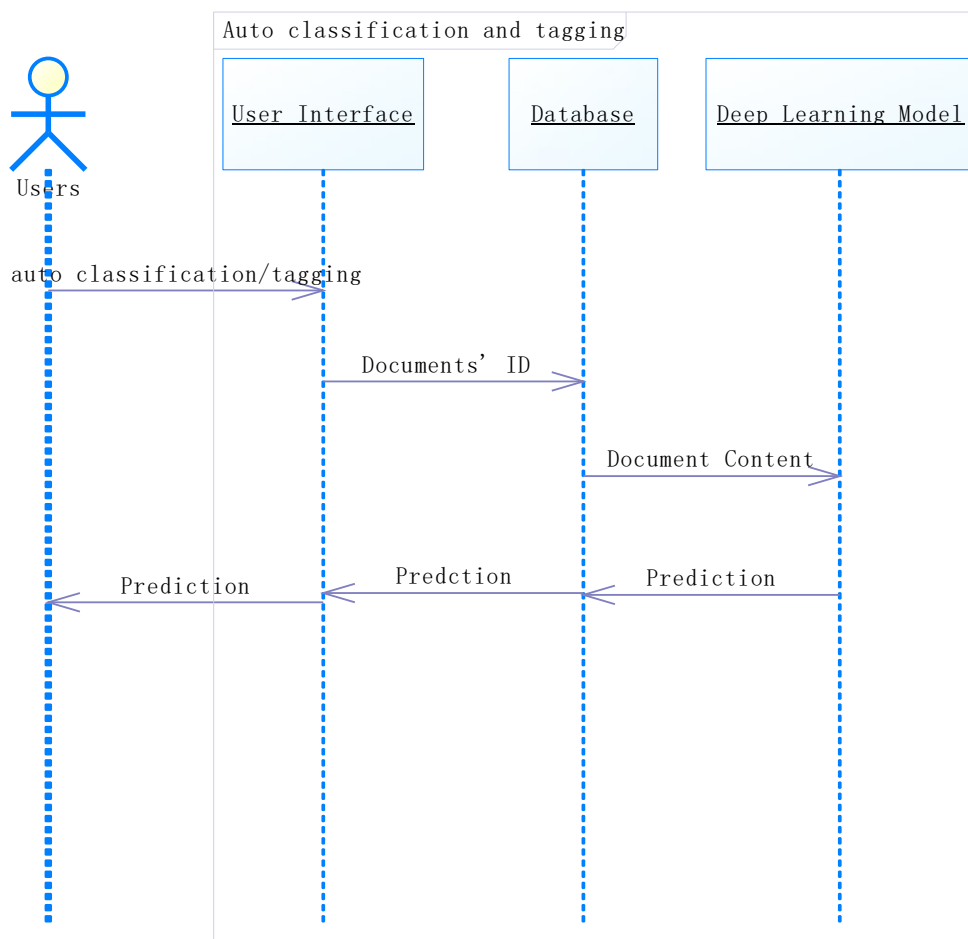 Auto classification and tagging
User Interface
Database
Deep Learning Model
Users
auto classification/tagging
Documents' ID
Document Content
Prediction
Predction
Prediction